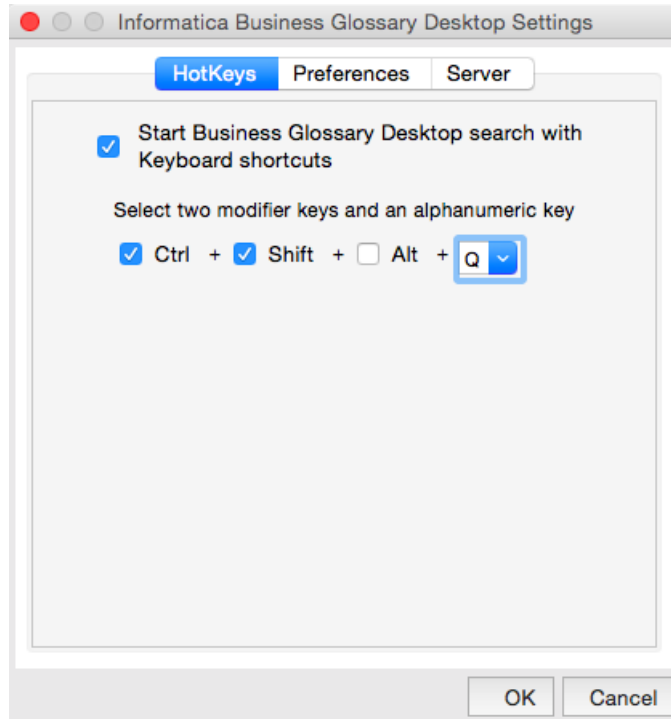 Informatica Business Glossary Desktop Settings
HotKeys Preferences Server
Start Business Glossary Desktop search with
Keyboard shortcuts
Select two modifier keys and an alphanumeric key
Ctrl + Shift + Alt + Q
OK Cancel